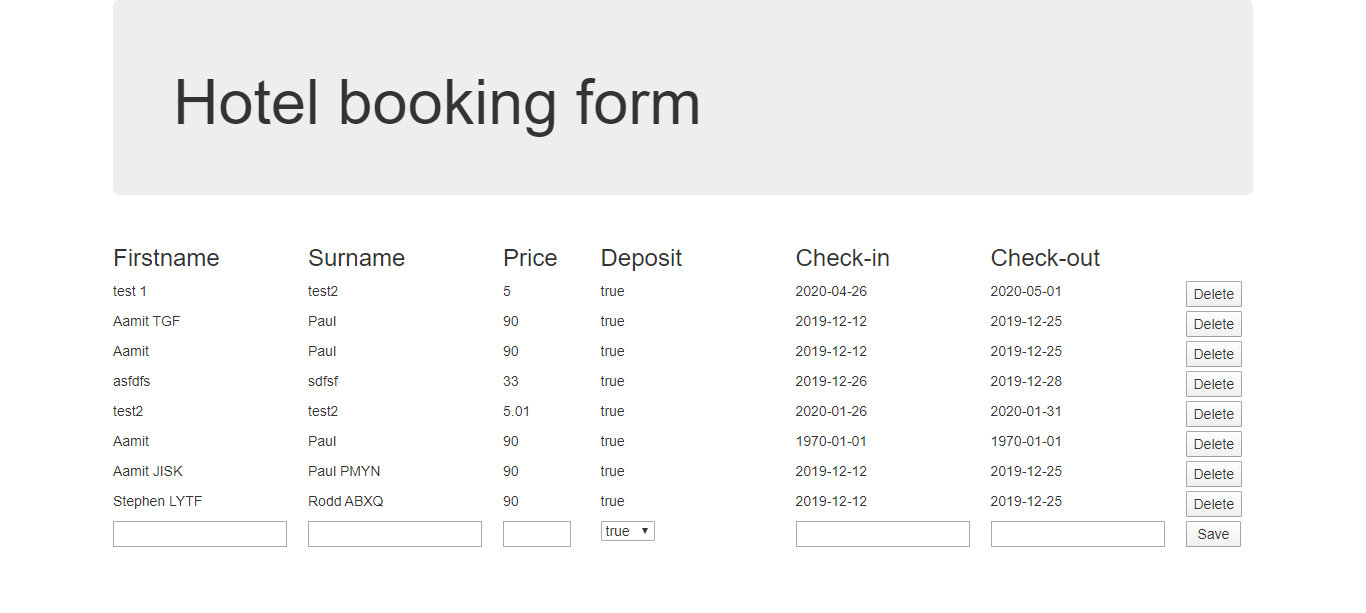 Hotel booking form
Firstname Surname Price Deposit Check-in Check-out
test 1 test2 5 true 2020-04-26 2020-05-01 Delete
Aamit TGF Paul 90 true 2019-12-12 2019-12-25 Delete
Aamit Paul 90 true 2019-12-12 2019-12-25 Delete
asfdfs sdfsf 33 true 2019-12-26 2019-12-28 Delete
test2 test2 5.01 true 2020-01-26 2020-01-31 Delete
Aamit Paul 90 true 1970-01-01 1970-01-01 Delete
Aamit JISK Paul PMYN 90 true 2019-12-12 2019-12-25 Delete
Stephen LYTF Rodd ABXQ 90 true 2019-12-12 2019-12-25 Delete
true Save